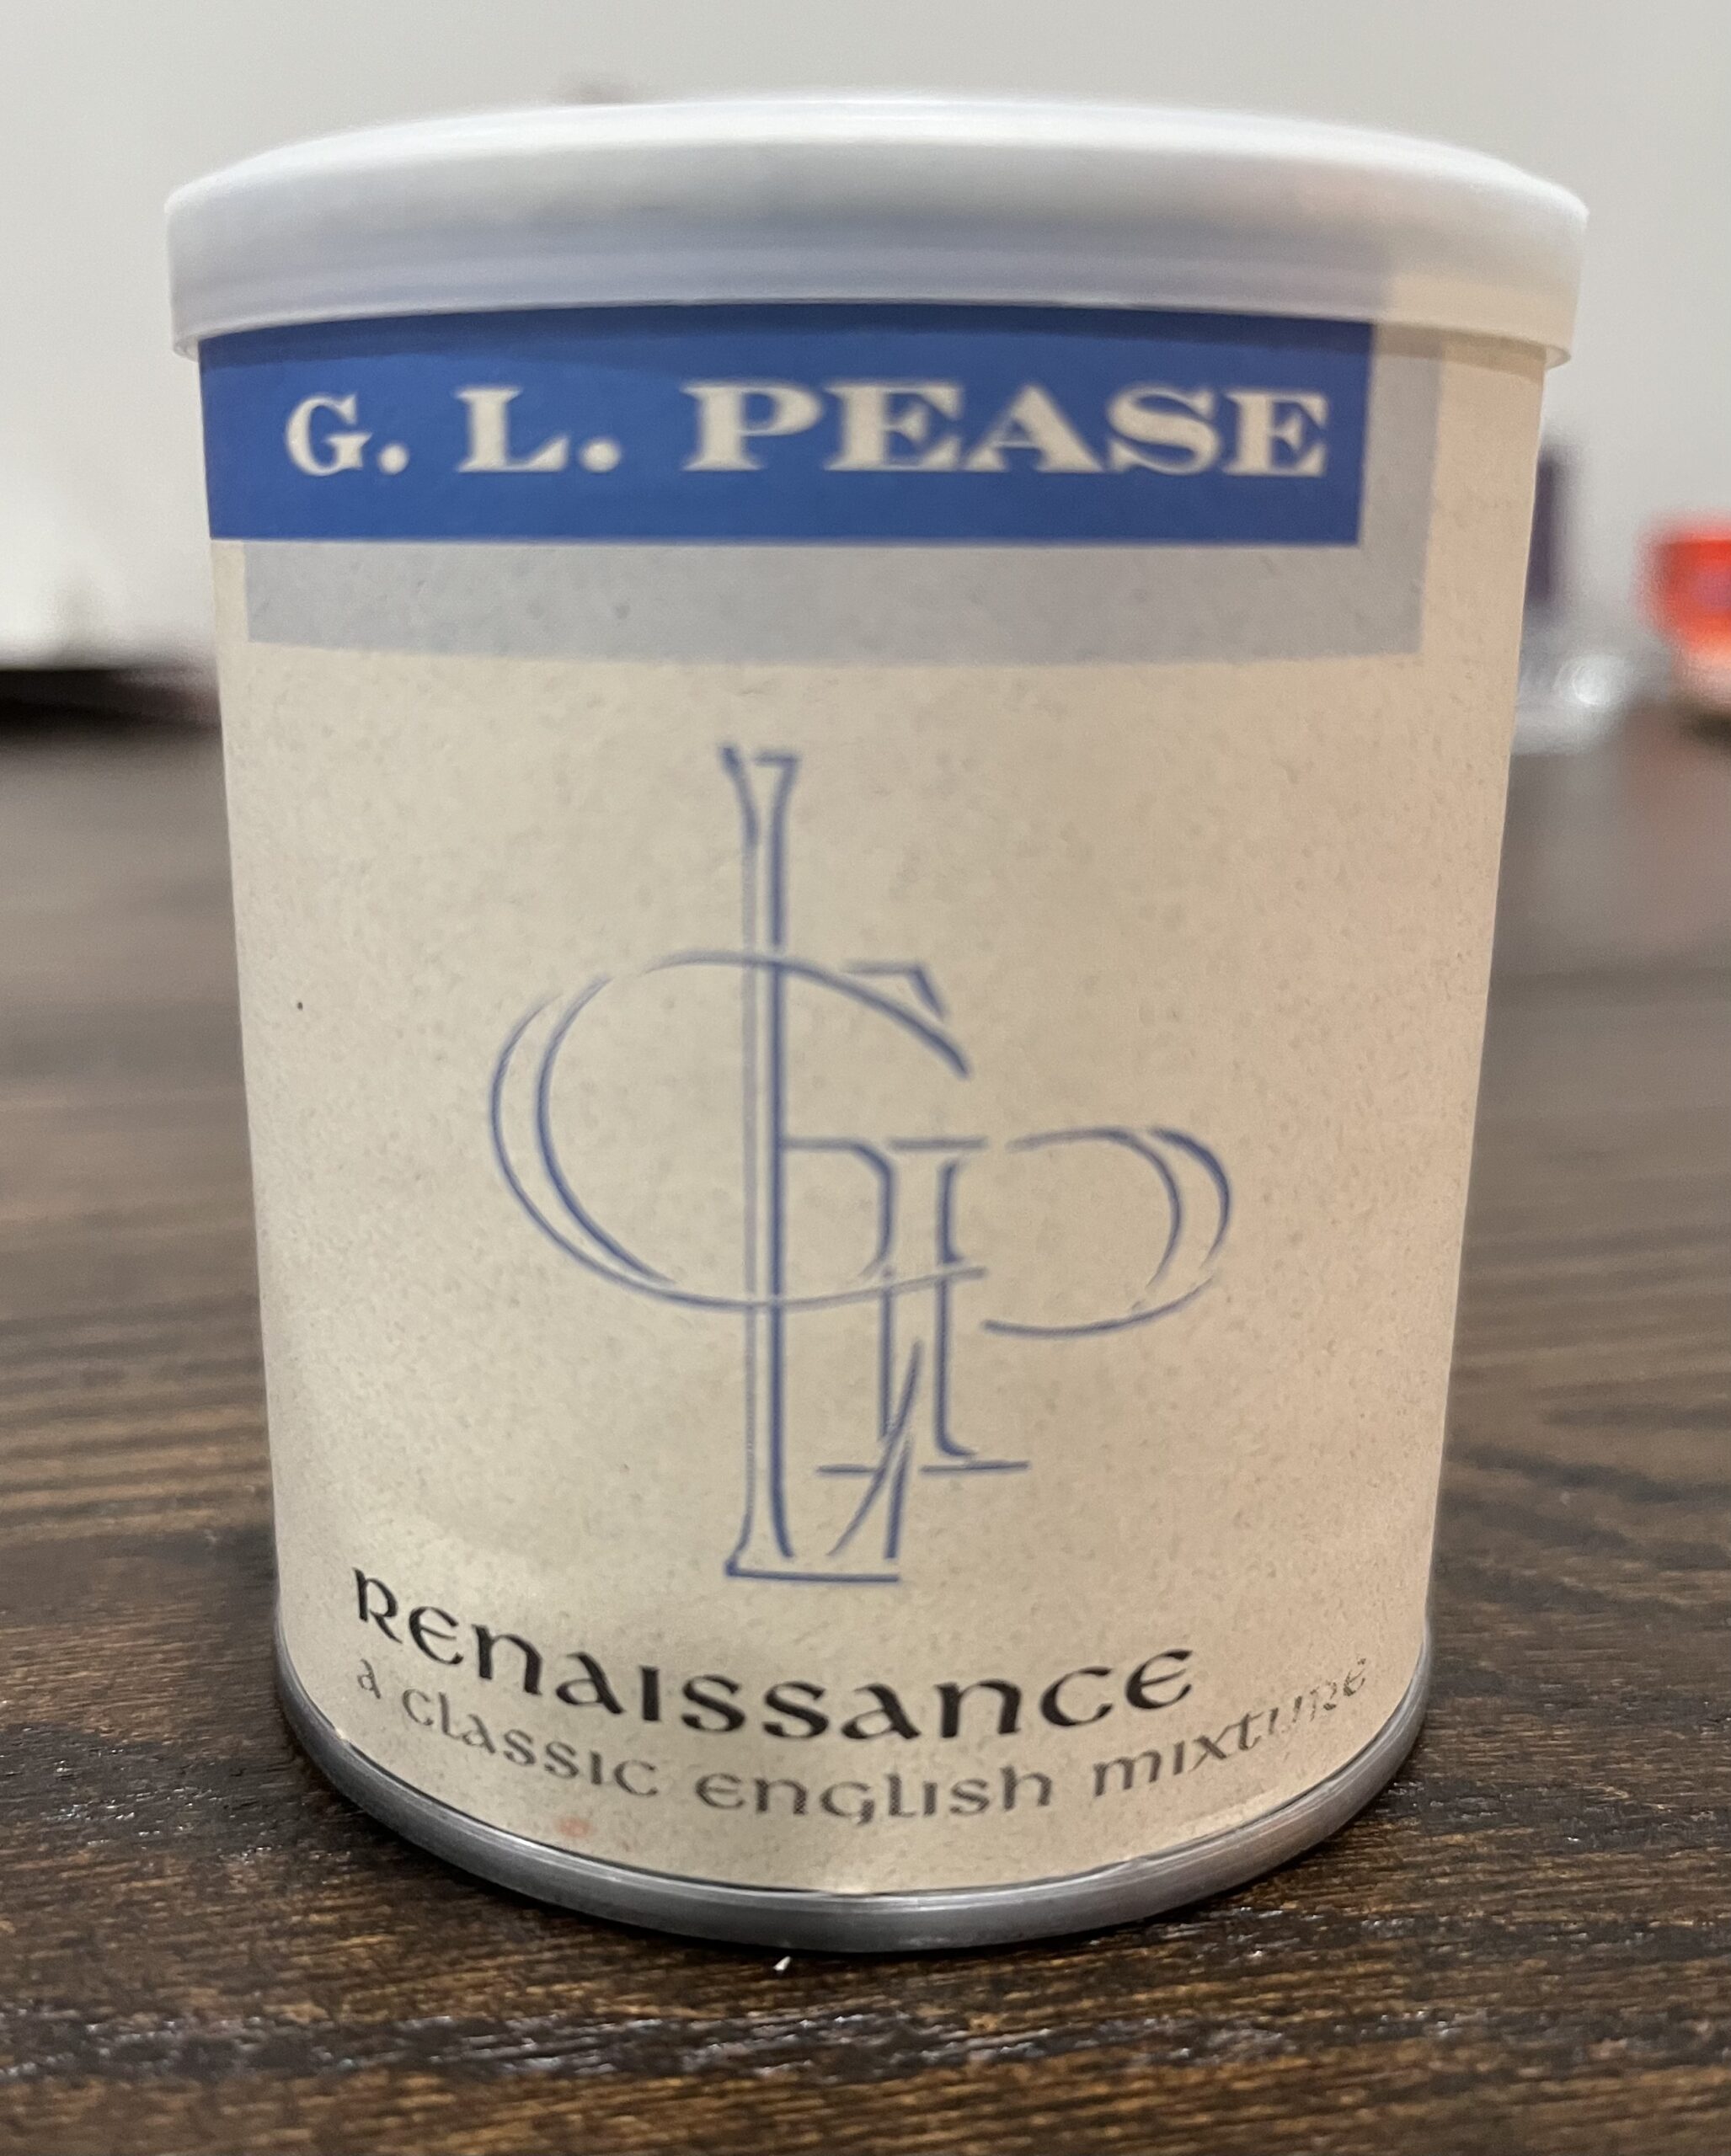 G. L. PEASE
GLP
RENAISSANCE
a classic english mixture